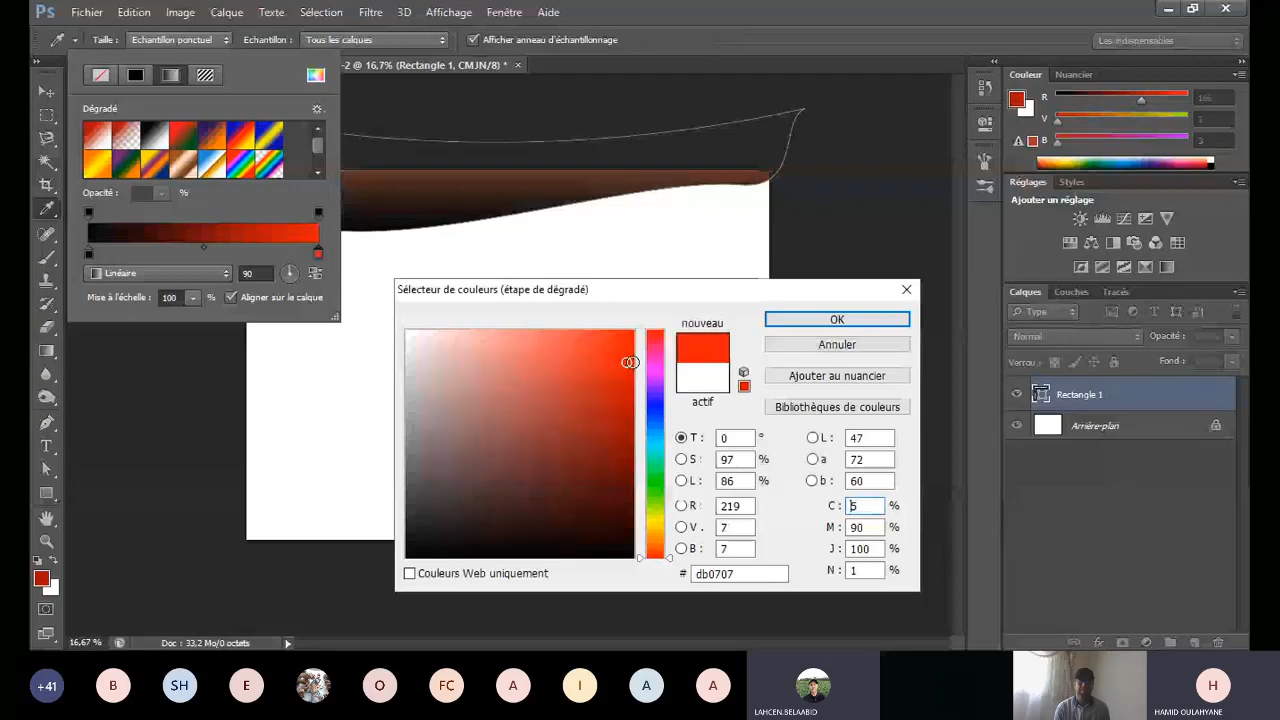 Ps Fichier Edition Image Calque Texte Sélection Filtre 3D Affichage Fenêtre Aide
Taille : Echantillon ponctuel Echantillon : Tous les calques Afficher anneau d'échantillonnage Les indispensables
-2 @ 16,7% (Rectangle 1, CMJN/8) *
Dégradé
Opacité : %
Linéaire 90
Mise à l'échelle : 100 % Aligner sur le calque
Sélecteur de couleurs (étape de dégradé)
nouveau
actif
OK
Annuler
Ajouter au nuancier
Bibliothèques de couleurs
T : 0 ° L : 47
S : 97 % a 72
L : 86 % b : 60
R : 219 C : 5 %
V. : 7 M : 90 %
B : 7 J : 100 %
Couleurs Web uniquement # db0707 N : 1 %
Couleur Nuancier
R 166
V
B
Réglages Styles
Ajouter un réglage
Calques Couches Tracés
Type
Normal Opacité :
Verrou : Fond :
Rectangle 1
Arrière-plan
16,67 % Doc : 33,2 Mo/0 octets
+41 B SH E O FC A I A A H
LAHCEN.BELAABID HAMID OULAHYANE